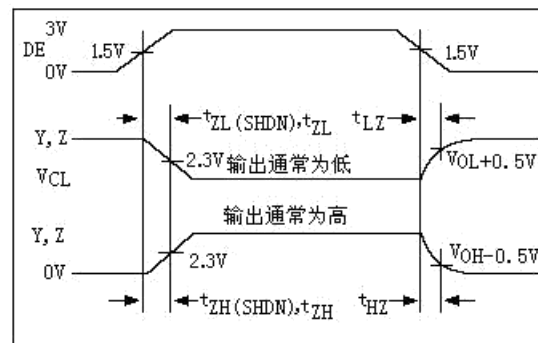 3V
DE 1.5V 1.5V
0V
tZL(SHDN),tZL tLZ
Y,Z
2.3V 输出通常为低 VOL+0.5V
VCL
Y,Z 输出通常为高
2.3V VOH-0.5V
0V
tZH(SHDN),tZH tHZ